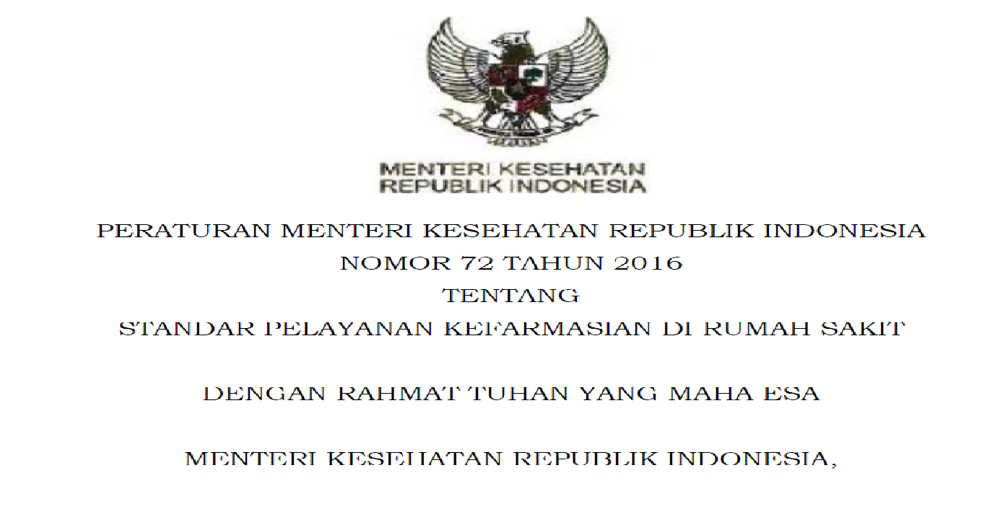 MENTERI KESEHATAN
REPUBLIK INDONESIA
PERATURAN MENTERI KESEHATAN REPUBLIK INDONESIA
NOMOR 72 TAHUN 2016
TENTANG
STANDAR PELAYANAN KEFARMASIAN DI RUMAH SAKIT
DENGAN RAHMAT TUHAN YANG MAHA ESA
MENTERI KESEHATAN REPUBLIK INDONESIA,